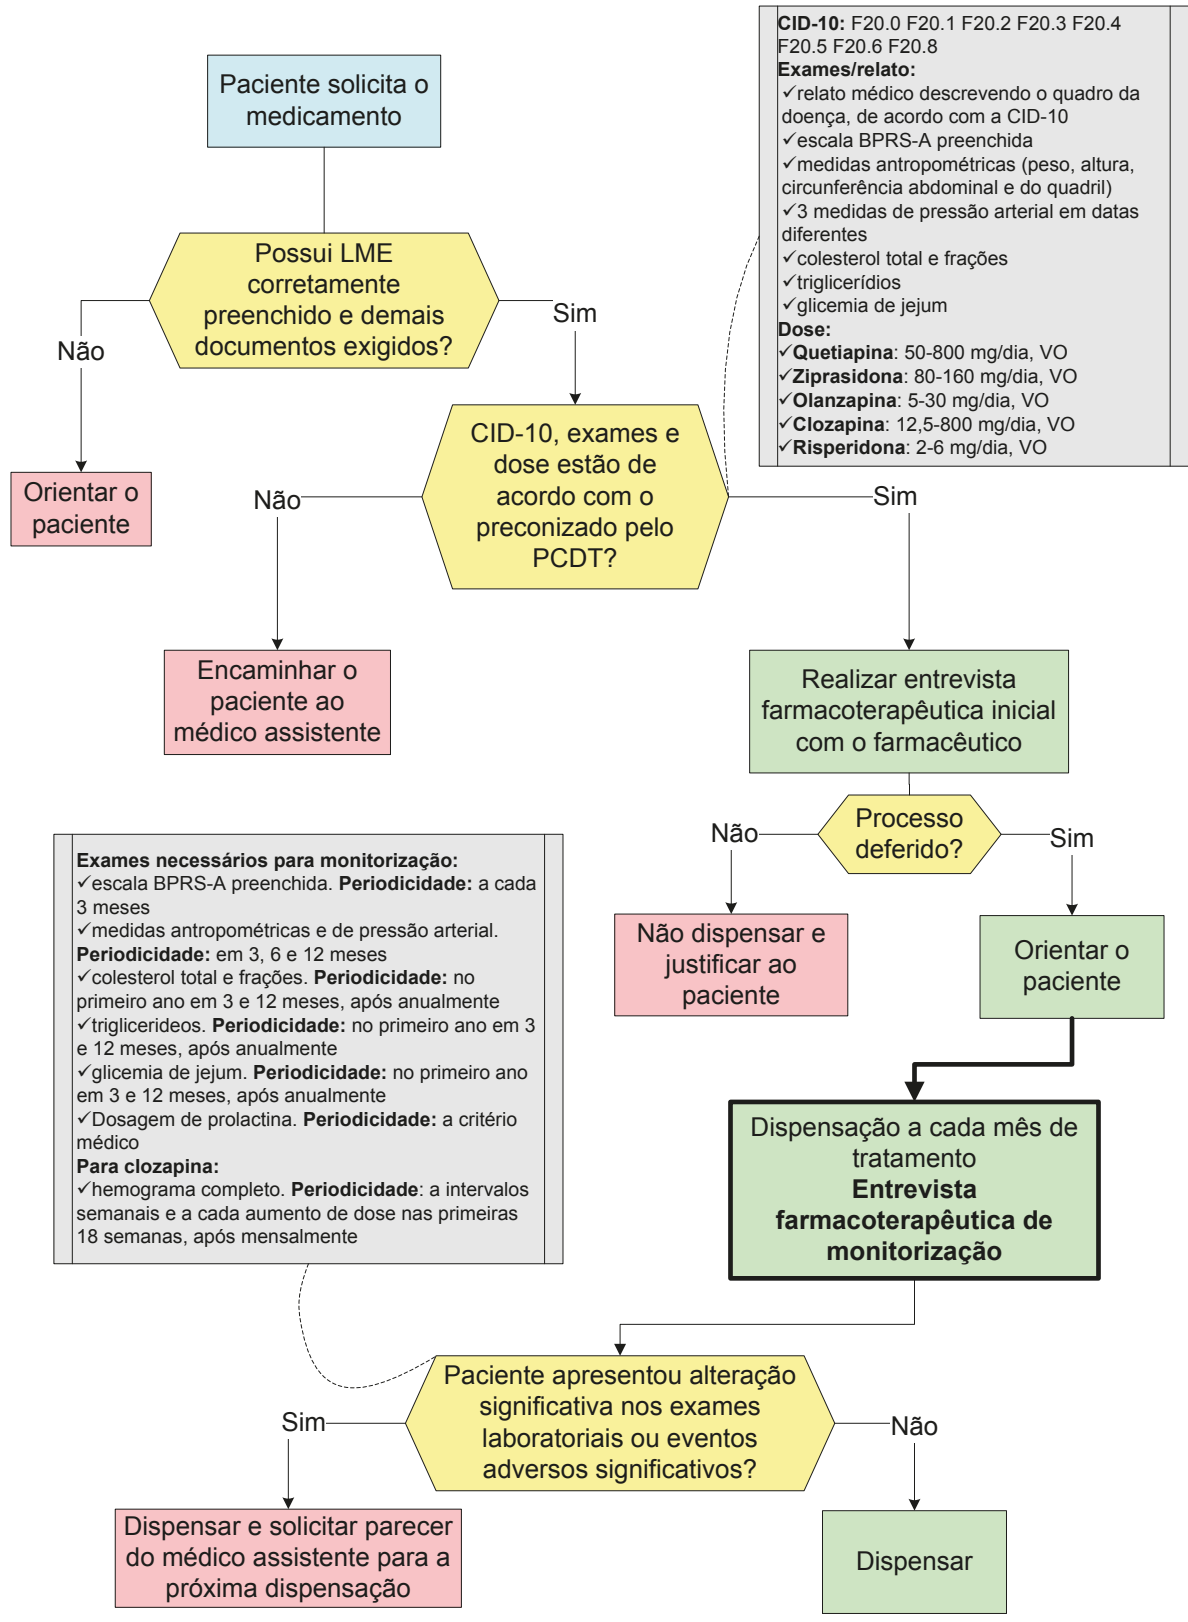 Paciente solicita o
medicamento
CID-10: F20.0 F20.1 F20.2 F20.3 F20.4
F20.5 F20.6 F20.8
Exames/relato:
✓relato médico descrevendo o quadro da
doença, de acordo com a CID-10
✓escala BPRS-A preenchida
✓medidas antropométricas (peso, altura,
circunferência abdominal e do quadril)
✓3 medidas de pressão arterial em datas
diferentes
✓colesterol total e frações
✓triglicerídios
✓glicemia de jejum
Dose:
✓Quetiapina: 50-800 mg/dia, VO
✓Ziprasidona: 80-160 mg/dia, VO
✓Olanzapina: 5-30 mg/dia, VO
✓Clozapina: 12,5-800 mg/dia, VO
✓Risperidona: 2-6 mg/dia, VO
Possui LME
corretamente
preenchido e demais
documentos exigidos?
Não
Sim
Orientar o
paciente
CID-10, exames e
dose estão de
acordo com o
preconizado pelo
PCDT?
Não
Sim
Encaminhar o
paciente ao
médico assistente
Realizar entrevista
farmacoterapêutica inicial
com o farmacêutico
Processo
deferido?
Não
Sim
Não dispensar e
justificar ao
paciente
Orientar o
paciente
Exames necessários para monitorização:
✓escala BPRS-A preenchida. Periodicidade: a cada
3 meses
✓medidas antropométricas e de pressão arterial.
Periodicidade: em 3, 6 e 12 meses
✓colesterol total e frações. Periodicidade: no
primeiro ano em 3 e 12 meses, após anualmente
✓triglicerideos. Periodicidade: no primeiro ano em 3
e 12 meses, após anualmente
✓glicemia de jejum. Periodicidade: no primeiro ano
em 3 e 12 meses, após anualmente
✓Dosagem de prolactina. Periodicidade: a critério
médico
Para clozapina:
✓hemograma completo. Periodicidade: a intervalos
semanais e a cada aumento de dose nas primeiras
18 semanas, após mensalmente
Dispensação a cada mês de
tratamento
Entrevista
farmacoterapêutica de
monitorização
Paciente apresentou alteração
significativa nos exames
laboratoriais ou eventos
adversos significativos?
Sim
Não
Dispensar e solicitar parecer
do médico assistente para a
próxima dispensação
Dispensar